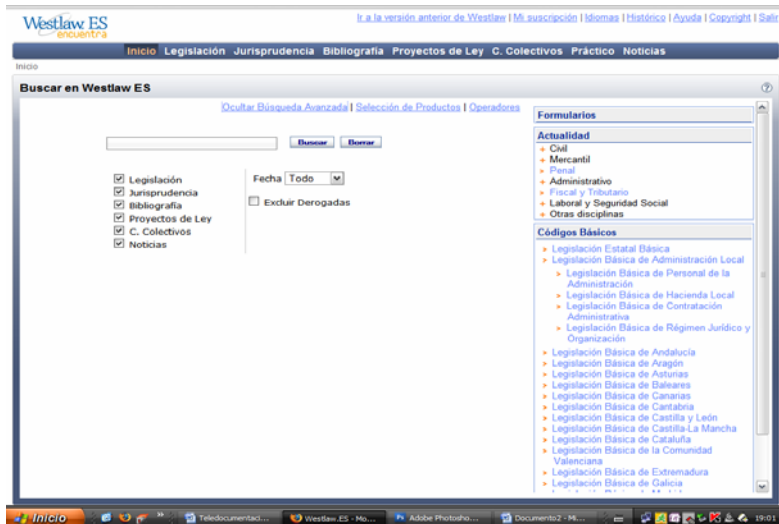 Westlaw ES
encuentra
Ir a la versión anterior de Westlaw | Mi suscripción | Idiomas | Histórico | Ayuda | Copyright | Salir
Inicio Legislación Jurisprudencia Bibliografía Proyectos de Ley C. Colectivos Práctico Noticias
Inicio
Buscar en Westlaw ES
Ocultar Búsqueda Avanzada | Selección de Productos | Operadores
Buscar Borrar
Legislación
Jurisprudencia
Bibliografía
Proyectos de Ley
C. Colectivos
Noticias
Fecha Todo
Excluir Derogadas
Formularios
Actualidad
Civil
Mercantil
Penal
Administrativo
Fiscal y Tributario
Laboral y Seguridad Social
Otras disciplinas
Códigos Básicos
Legislación Estatal Básica
Legislación Básica de Administración Local
Legislación Básica de Personal de la
Administración
Legislación Básica de Hacienda Local
Legislación Básica de Contratación
Administrativa
Legislación Básica de Régimen Jurídico y
Organización
Legislación Básica de Andalucía
Legislación Básica de Aragón
Legislación Básica de Asturias
Legislación Básica de Baleares
Legislación Básica de Canarias
Legislación Básica de Cantabria
Legislación Básica de Castilla y León
Legislación Básica de Castilla-La Mancha
Legislación Básica de Cataluña
Legislación Básica de la Comunidad
Valenciana
Legislación Básica de Extremadura
Legislación Básica de Galicia
Inicio Teledocumentaci... Westlaw.ES - Mo... Adobe Photosho... Documento2 - Mi... 19:01